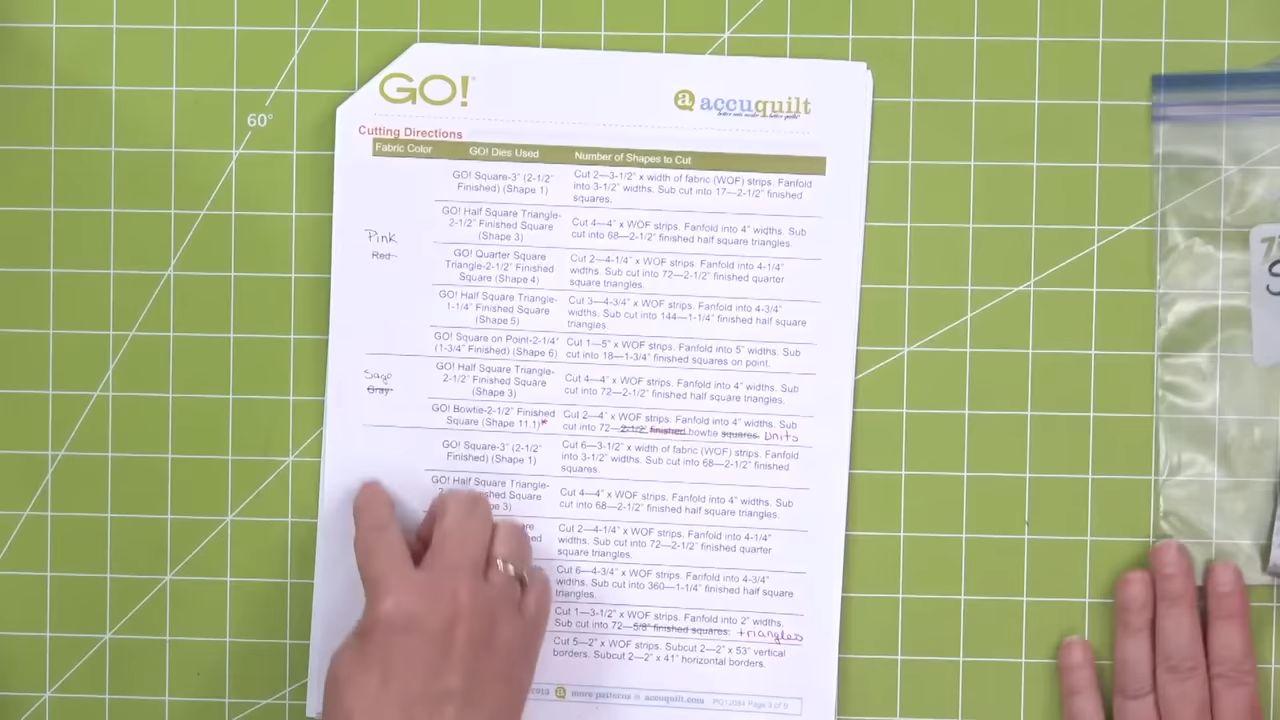 60°
GO!
a accuquilt
Cutting Directions
Fabric Color GO! Dies Used Number of Shapes to Cut
GO! Square-3" (2-1/2" Finished) (Shape 1)
Cut 2—3-1/2" x width of fabric (WOF) strips. Fanfold
into 3-1/2" widths. Sub cut into 17—2-1/2" finished
squares.
Pink
Red
GO! Half Square Triangle-
2-1/2" Finished Square
(Shape 3)
Cut 4—4" x WOF strips. Fanfold into 4" widths. Sub
cut into 68—2-1/2" finished half square triangles.
GO! Quarter Square
Triangle-2-1/2" Finished
Square (Shape 4)
Cut 2—4-1/4" x WOF strips. Fanfold into 4-1/4"
widths. Sub cut into 72—2-1/2" finished quarter
square triangles.
GO! Half Square Triangle-
1-1/4" Finished Square
(Shape 5)
Cut 3—4-3/4" x WOF strips. Fanfold into 4-3/4"
widths. Sub cut into 144—1-1/4" finished half square
triangles.
GO! Square on Point-2-1/4"
(1-3/4" Finished) (Shape 6)
Cut 1—5" x WOF strips. Fanfold into 5" widths. Sub
cut into 18—1-3/4" finished squares on point.
Sage
Gray
GO! Half Square Triangle-
2-1/2" Finished Square
(Shape 3)
Cut 4—4" x WOF strips. Fanfold into 4" widths. Sub
cut into 72—2-1/2" finished half square triangles.
GO! Bowtie-2-1/2" Finished
Square (Shape 11.1)*
Cut 2—4" x WOF strips. Fanfold into 4" widths. Sub
cut into 72—2-1/2" finished bowtie squares. Units
GO! Square-3" (2-1/2"
Finished) (Shape 1)
Cut 6—3-1/2" x width of fabric (WOF) strips. Fanfold
into 3-1/2" widths. Sub cut into 68—2-1/2" finished
squares.
GO! Half Square Triangle-
Square
Cut 4—4" x WOF strips. Fanfold into 4" widths. Sub
cut into 68—2-1/2" finished half square triangles.
Cut 2—4-1/4" x WOF strips. Fanfold into 4-1/4"
widths. Sub cut into 72—2-1/2" finished quarter
square triangles.
Cut 6—4-3/4" x WOF strips. Fanfold into 4-3/4"
widths. Sub cut into 360—1-1/4" finished half square
triangles.
Cut 1—3-1/2" x WOF strips. Fanfold into 2" widths.
Sub cut into 72—5/8" finished squares. triangles
Cut 5—2" x WOF strips. Subcut 2—2" x 53" vertical
borders. Subcut 2—2" x 41" horizontal borders.
a more patterns @ accuquilt.com Page 3 of 9